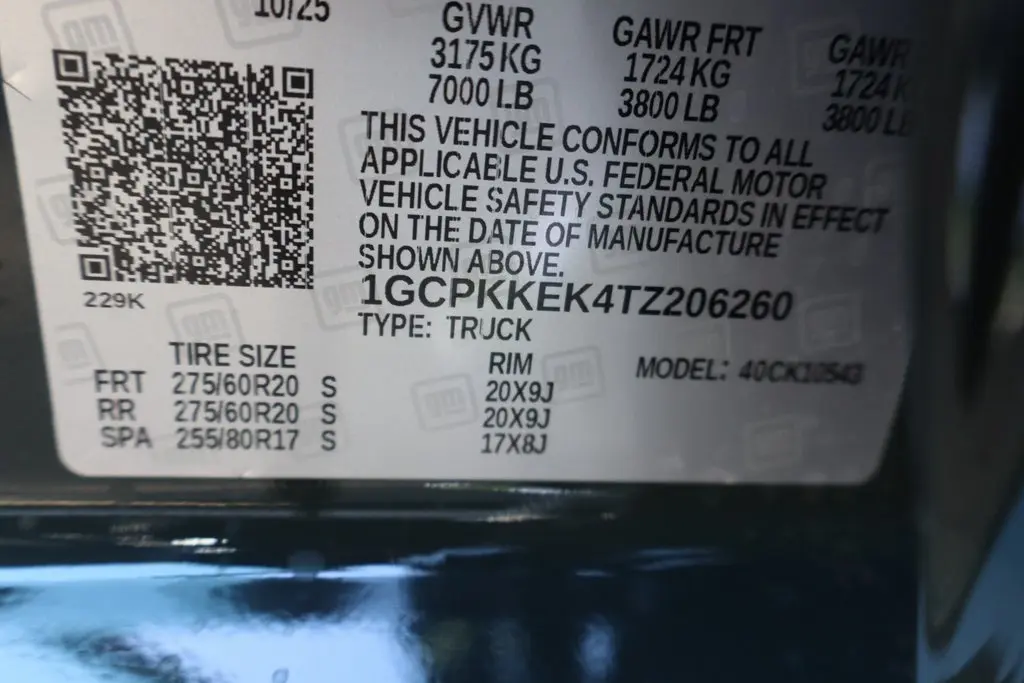 10/25
GVWR GAWR FRT GAWR
3175 KG 1724 KG 1724 K
7000 LB 3800 LB 3800 LB
THIS VEHICLE CONFORMS TO ALL
APPLICABLE U.S. FEDERAL MOTOR
VEHICLE SAFETY STANDARDS IN EFFECT
ON THE DATE OF MANUFACTURE
SHOWN ABOVE.
1GCPKKEK4TZ206260
229K
TYPE: TRUCK
TIRE SIZE RIM MODEL: 40CK10543
FRT 275/60R20 S 20X9J
RR 275/60R20 S 20X9J
SPA 255/80R17 S 17X8J